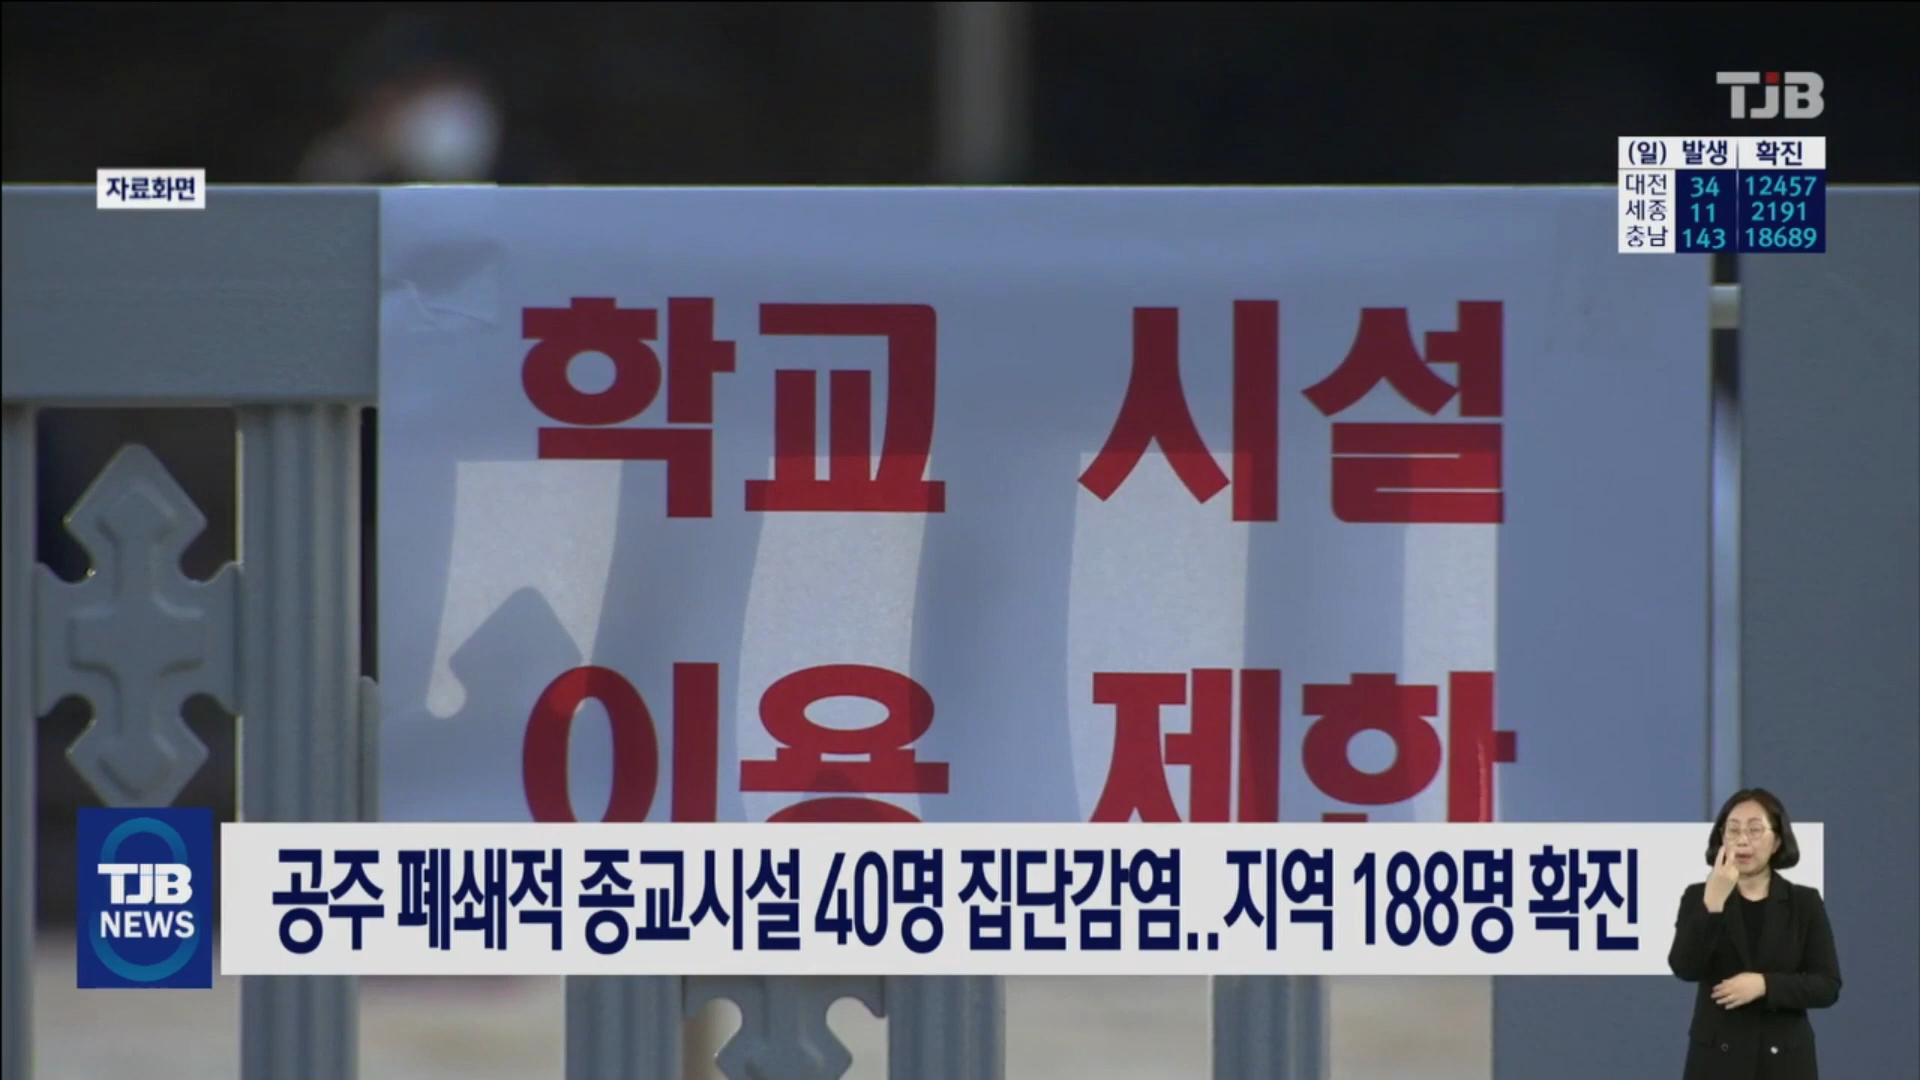 TJB
(일) 발생 확진
대전 34 12457
세종 11 2191
충남 143 18689
자료화면
학교 시설
이용 제한
8
TJB
NEWS
공주 폐쇄적 종교시설 40명 집단감염..지역 188명 확진